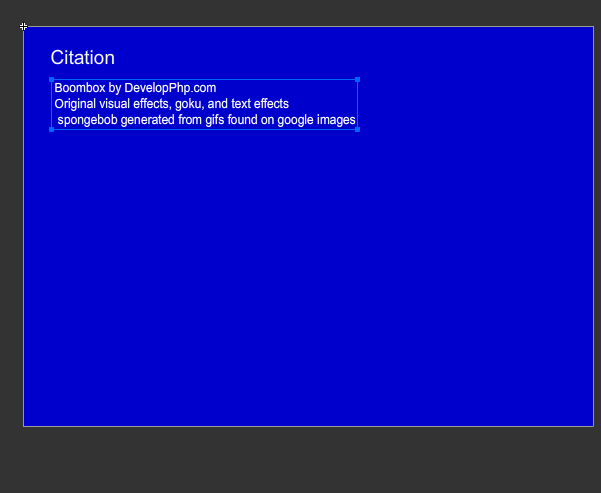 Citation
Boombox by DevelopPhp.com
Original visual effects, goku, and text effects
spongebob generated from gifs found on google images